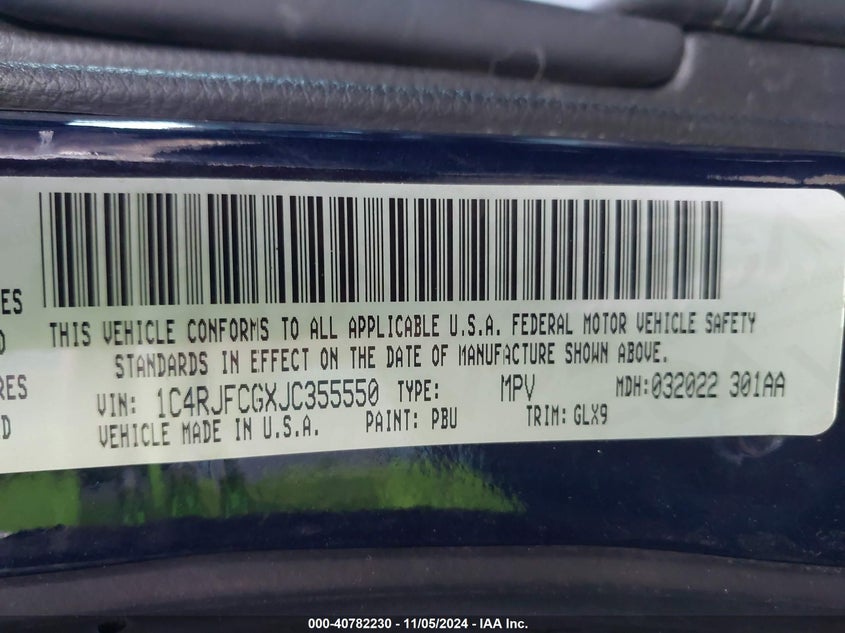 ES
D
RES
D
THIS VEHICLE CONFORMS TO ALL APPLICABLE U.S.A. FEDERAL MOTOR VEHICLE SAFETY
STANDARDS IN EFFECT ON THE DATE OF MANUFACTURE SHOWN ABOVE.
VIN: 1C4RJFCGXJC355550 TYPE: MPV MDH:032022 301AA
VEHICLE MADE IN U.S.A. PAINT: PBU TRIM: GLX9
000-40782230 - 11/05/2024 - IAA Inc.